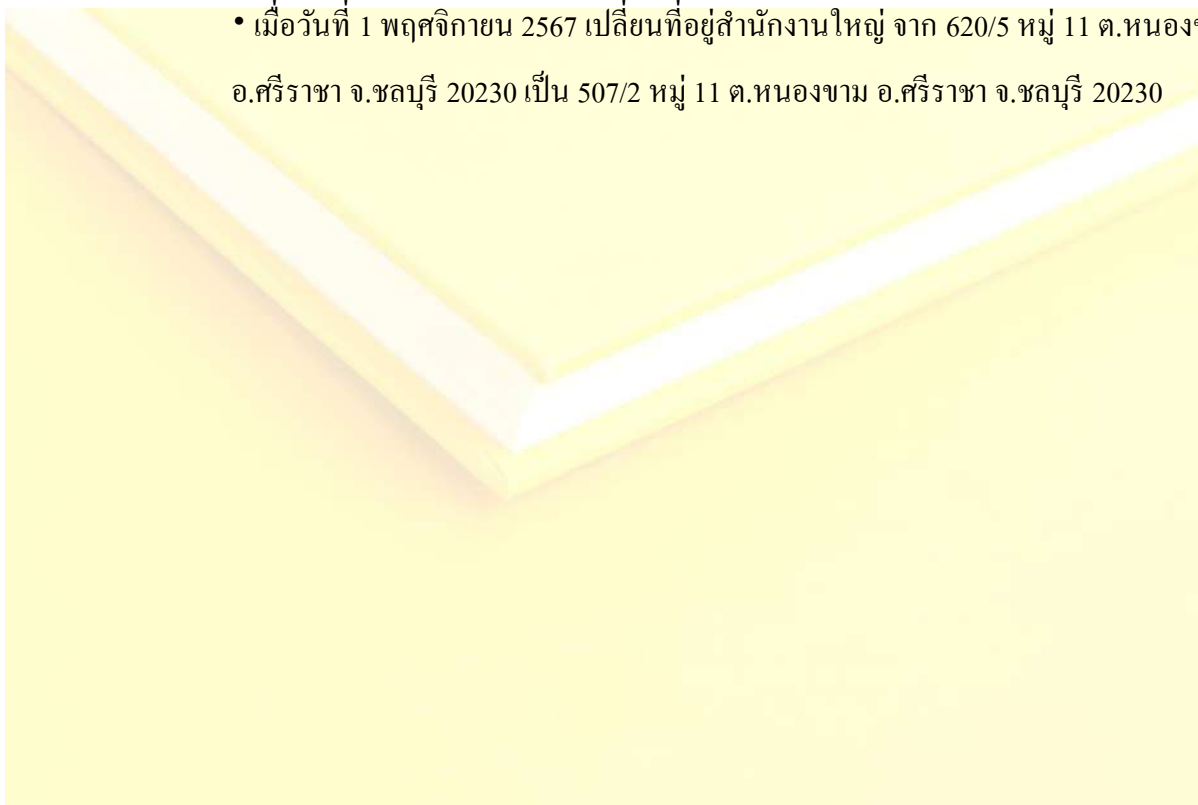 • เมื่อวันที่ 1 พฤศจิกายน 2567 เปลี่ยนที่อยู่สำนักงานใหญ่ จาก 620/5 หมู่ 11 ต.หนอง
อ.ศรีราชา จ.ชลบุรี 20230 เป็น 507/2 หมู่ 11 ต.หนองขาม อ.ศรีราชา จ.ชลบุรี 20230